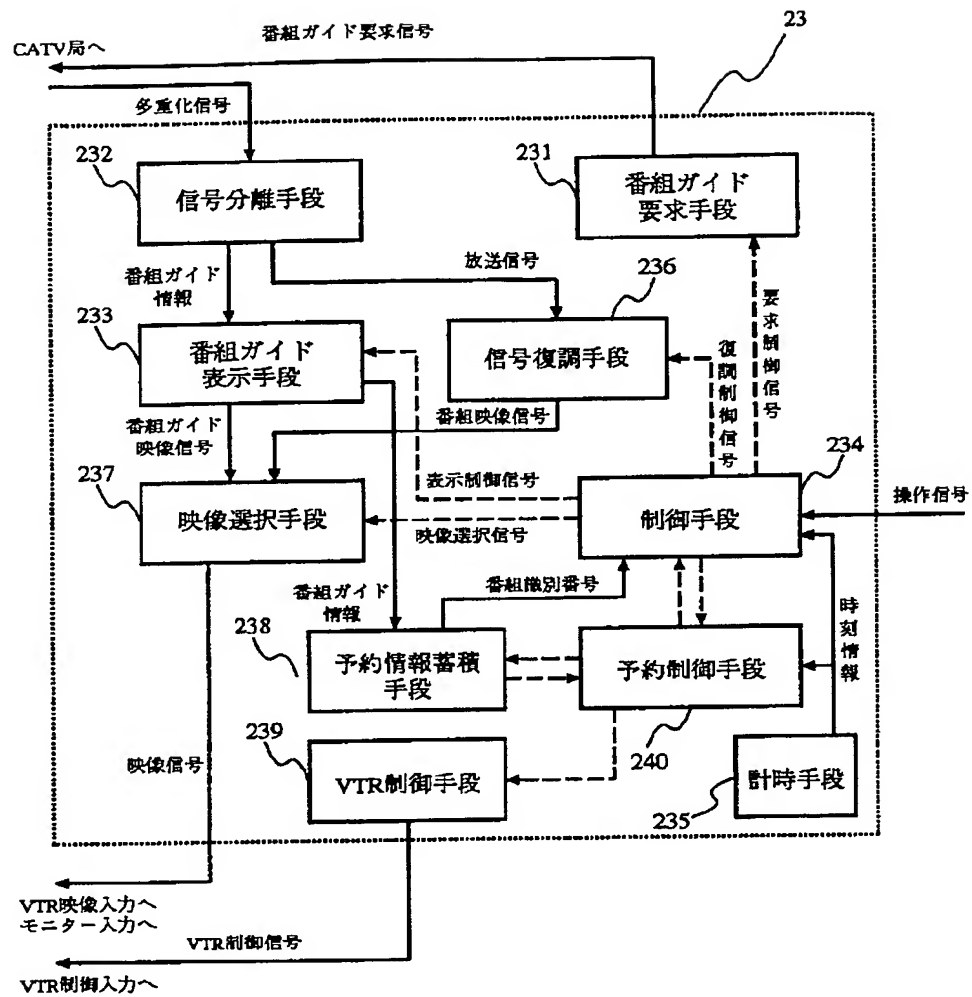 番組ガイド要求信号
23
CATV局へ
多重化信号
232
信号分離手段
231
番組ガイド
要求手段
番組ガイド
情報
放送信号
236
233
番組ガイド
表示手段
信号復調手段
復調制御信号
要求制御信号
番組ガイド
映像信号
番組映像信号
237
映像選択手段
表示制御信号
映像選択信号
234
制御手段
操作信号
番組ガイド
情報
番組識別番号
時刻情報
238
予約情報蓄積
手段
予約制御手段
240
239
VTR制御手段
映像信号
235
計時手段
VTR映像入力へ
モニター入力へ
VTR制御信号
VTR制御入力へ